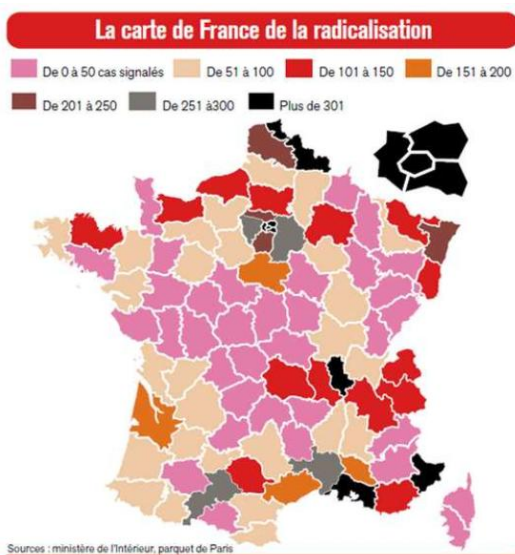 La carte de France de la radicalisation
De 0 à 50 cas signalés De 51 à 100 De 101 à 150 De 151 à 200
De 201 à 250 De 251 à300 Plus de 301
Sources : ministère de l'Intérieur, parquet de Paris